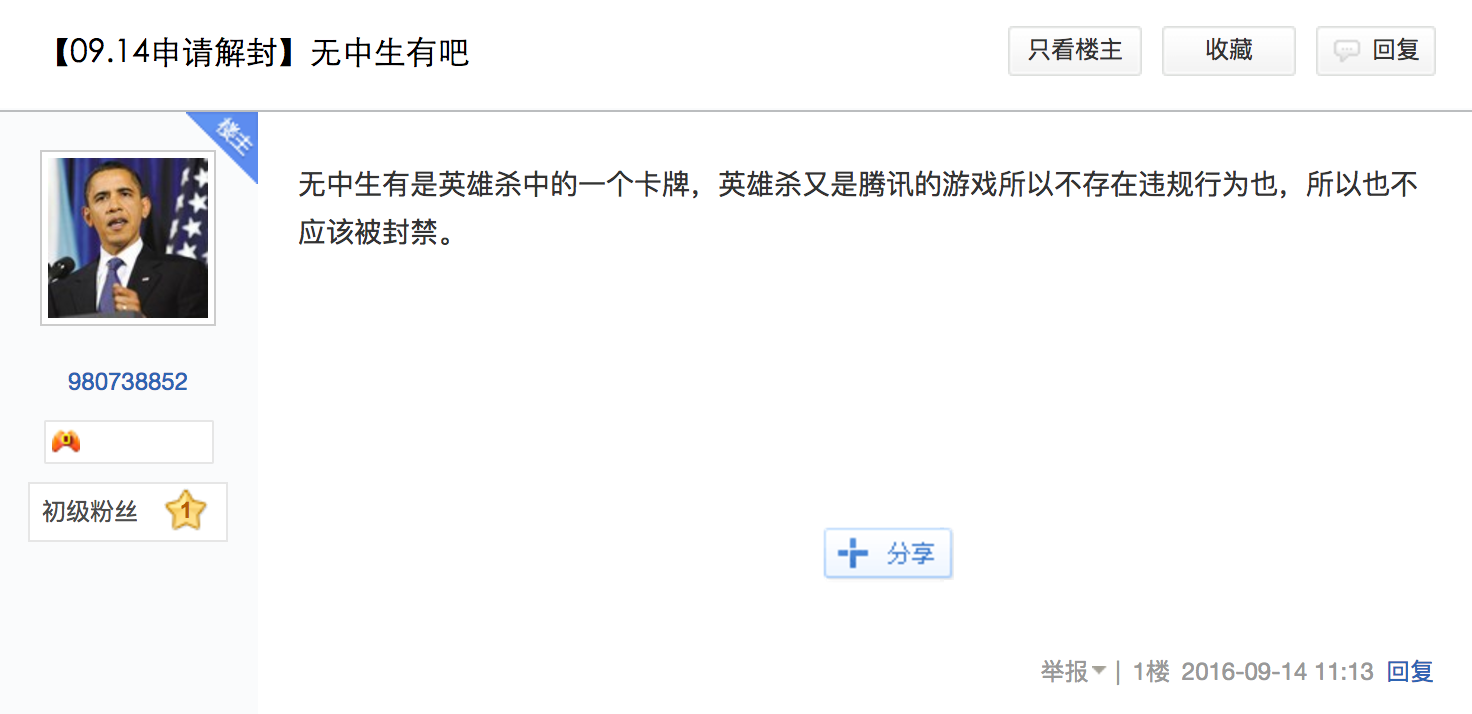 【09.14申请解封】无中生有吧
只看楼主
收藏
回复
楼主
无中生有是英雄杀中的一个卡牌，英雄杀又是腾讯的游戏所以不存在违规行为也，所以也不
应该被封禁。
980738852
初级粉丝 1
分享
举报 | 1楼 2016-09-14 11:13 回复